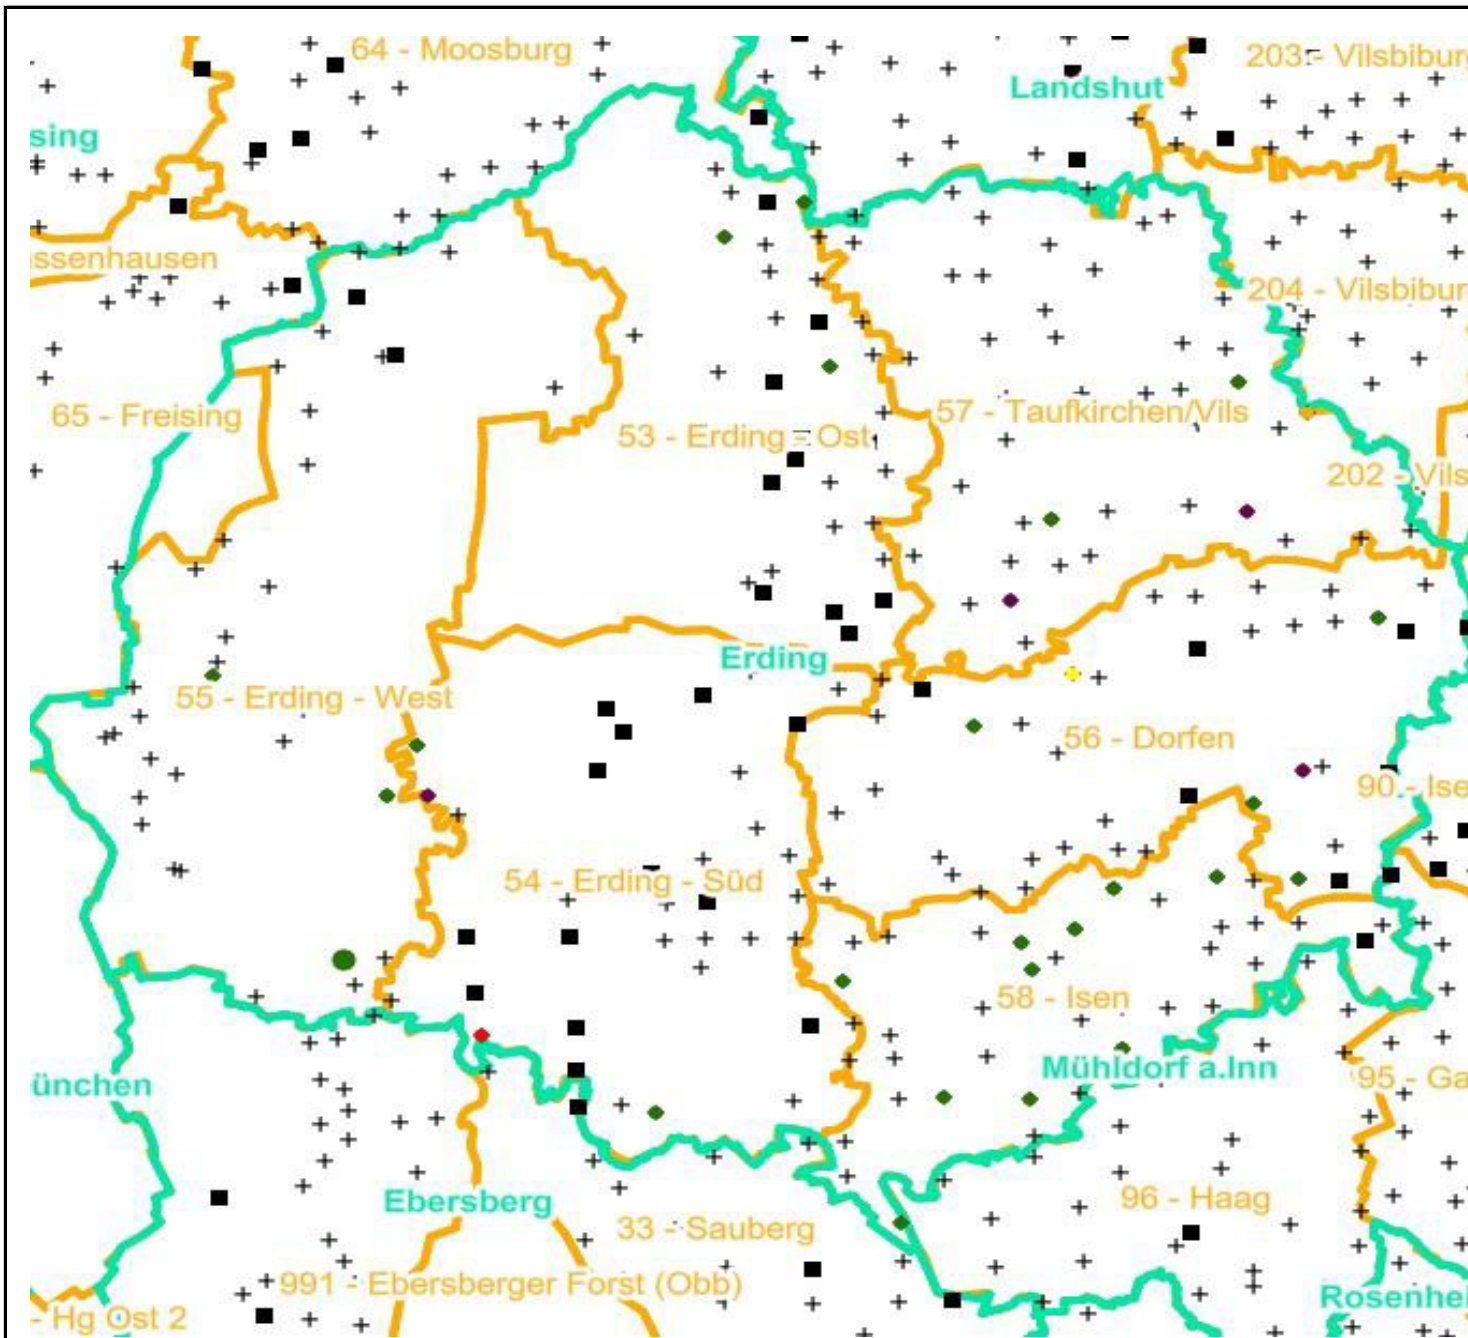 64 - Moosburg
203 - Vilsbiburg
Landshut
sing
ssenhausen
204 - Vilsbibur
65 - Freising
53 - Erding - Ost
57 - Taufkirchen/Vils
202 - Vils
Erding
55 - Erding - West
56 - Dorfen
90 - Ise
54 - Erding - Süd
58 - Isen
Mühldorf a.Inn
ünchen
95 - Ga
Ebersberg
96 - Haag
33 - Sauberg
991 - Ebersberger Forst (Obb)
Rosenhei
- Hg Ost 2